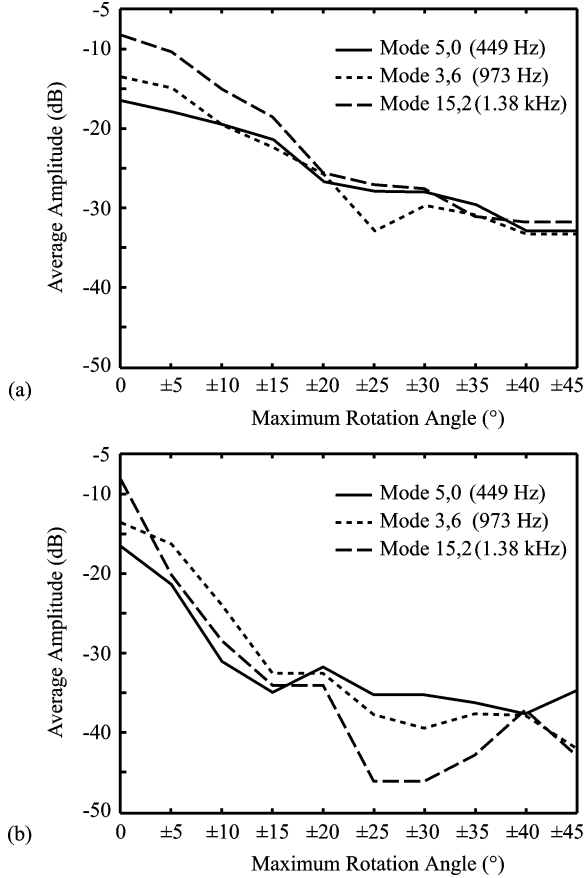 -5
-10
Mode 5,0 (449 Hz)
Mode 3,6 (973 Hz)
Mode 15,2 (1.38 kHz)
-20
Average Amplitude (dB)
-30
-40
-50
(a)
0 ±5 ±10 ±15 ±20 ±25 ±30 ±35 ±40 ±45
Maximum Rotation Angle (°)
-5
-10
Mode 5,0 (449 Hz)
Mode 3,6 (973 Hz)
Mode 15,2 (1.38 kHz)
-20
Average Amplitude (dB)
-30
-40
-50
(b)
0 ±5 ±10 ±15 ±20 ±25 ±30 ±35 ±40 ±45
Maximum Rotation Angle (°)